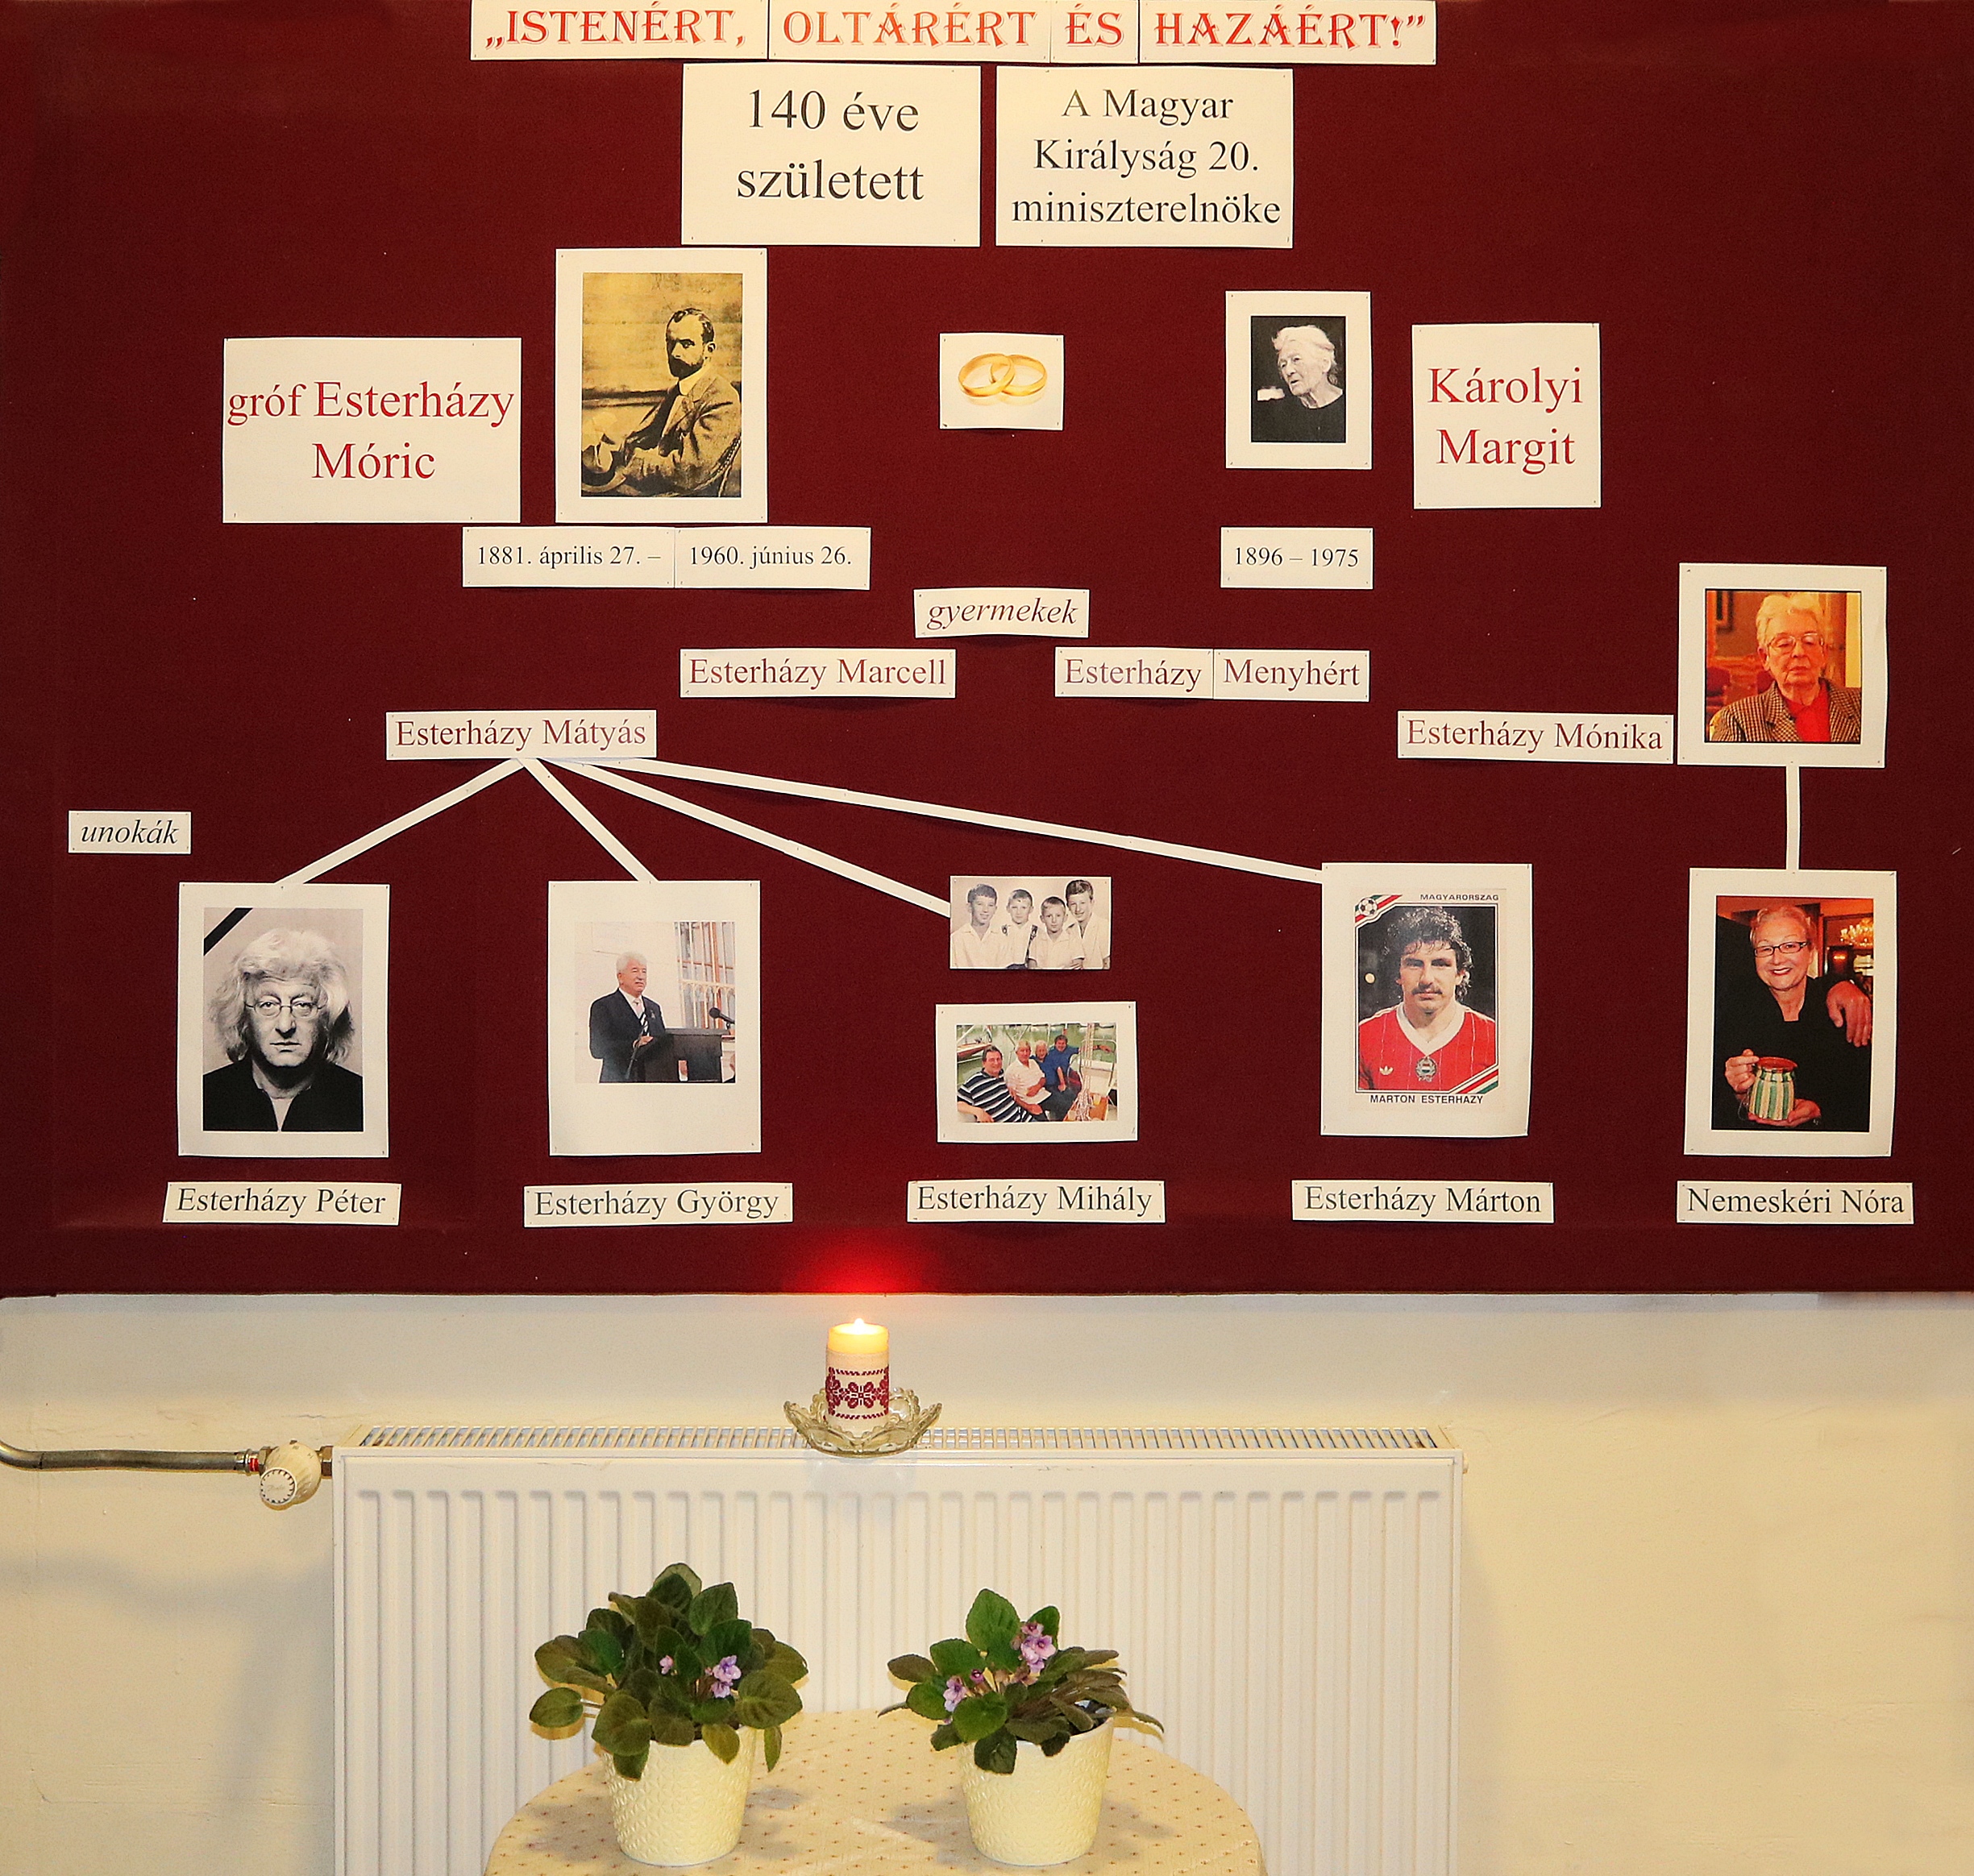 „ISTENÉRT, OLTÁRÉRT ÉS HAZÁÉRT!”
140 éve
született
A Magyar
Királyság 20.
miniszterelnöke
gróf Esterházy
Móric
Károlyi
Margit
1881. április 27. – 1960. június 26.
1896 – 1975
gyermekek
Esterházy Marcell
Esterházy Menyhért
Esterházy Mátyás
Esterházy Mónika
unokák
MAGYARORSZAG
MARTON ESTERHAZY
Esterházy Péter
Esterházy György
Esterházy Mihály
Esterházy Márton
Nemeskéri Nóra